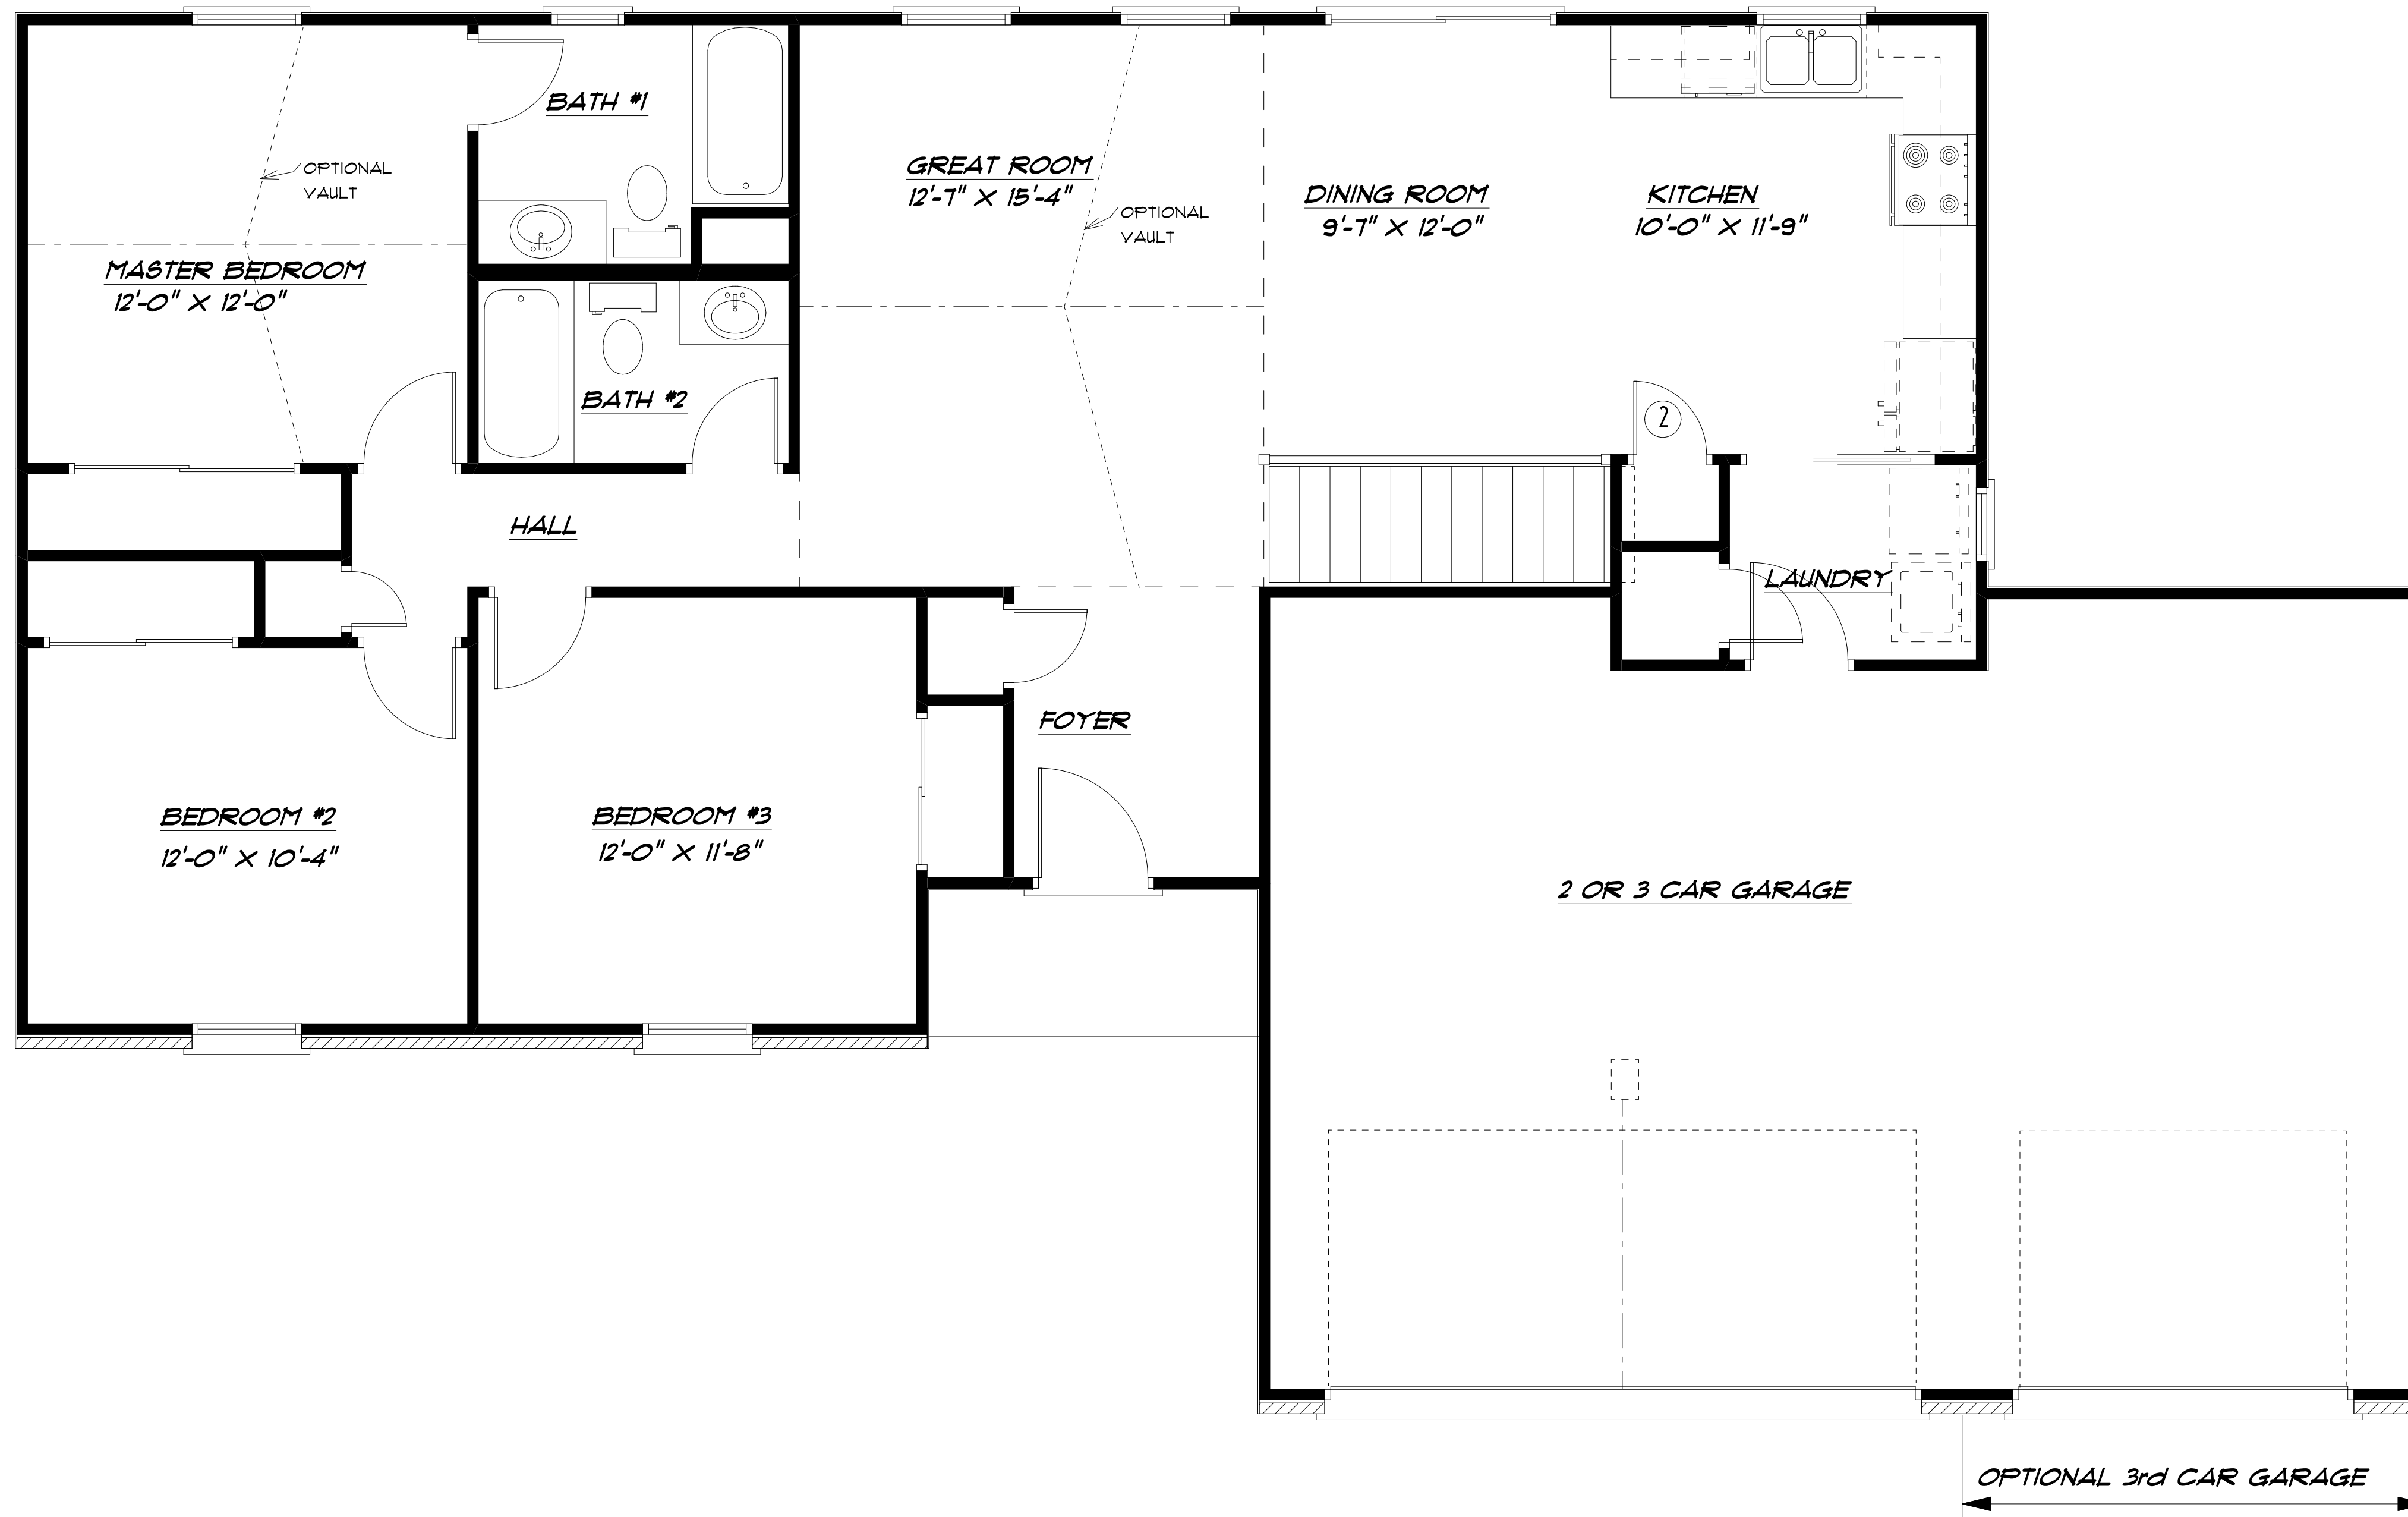 BATH #1
OPTIONAL
VAULT
MASTER BEDROOM
12'-0" X 12'-0"
GREAT ROOM
12'-7" X 15'-4"
OPTIONAL
VAULT
DINING ROOM
9'-7" X 12'-0"
KITCHEN
10'-0" X 11'-9"
BATH #2
2
HALL
LAUNDRY
FOYER
BEDROOM #2
12'-0" X 10'-4"
BEDROOM #3
12'-0" X 11'-8"
2 OR 3 CAR GARAGE
OPTIONAL 3rd CAR GARAGE